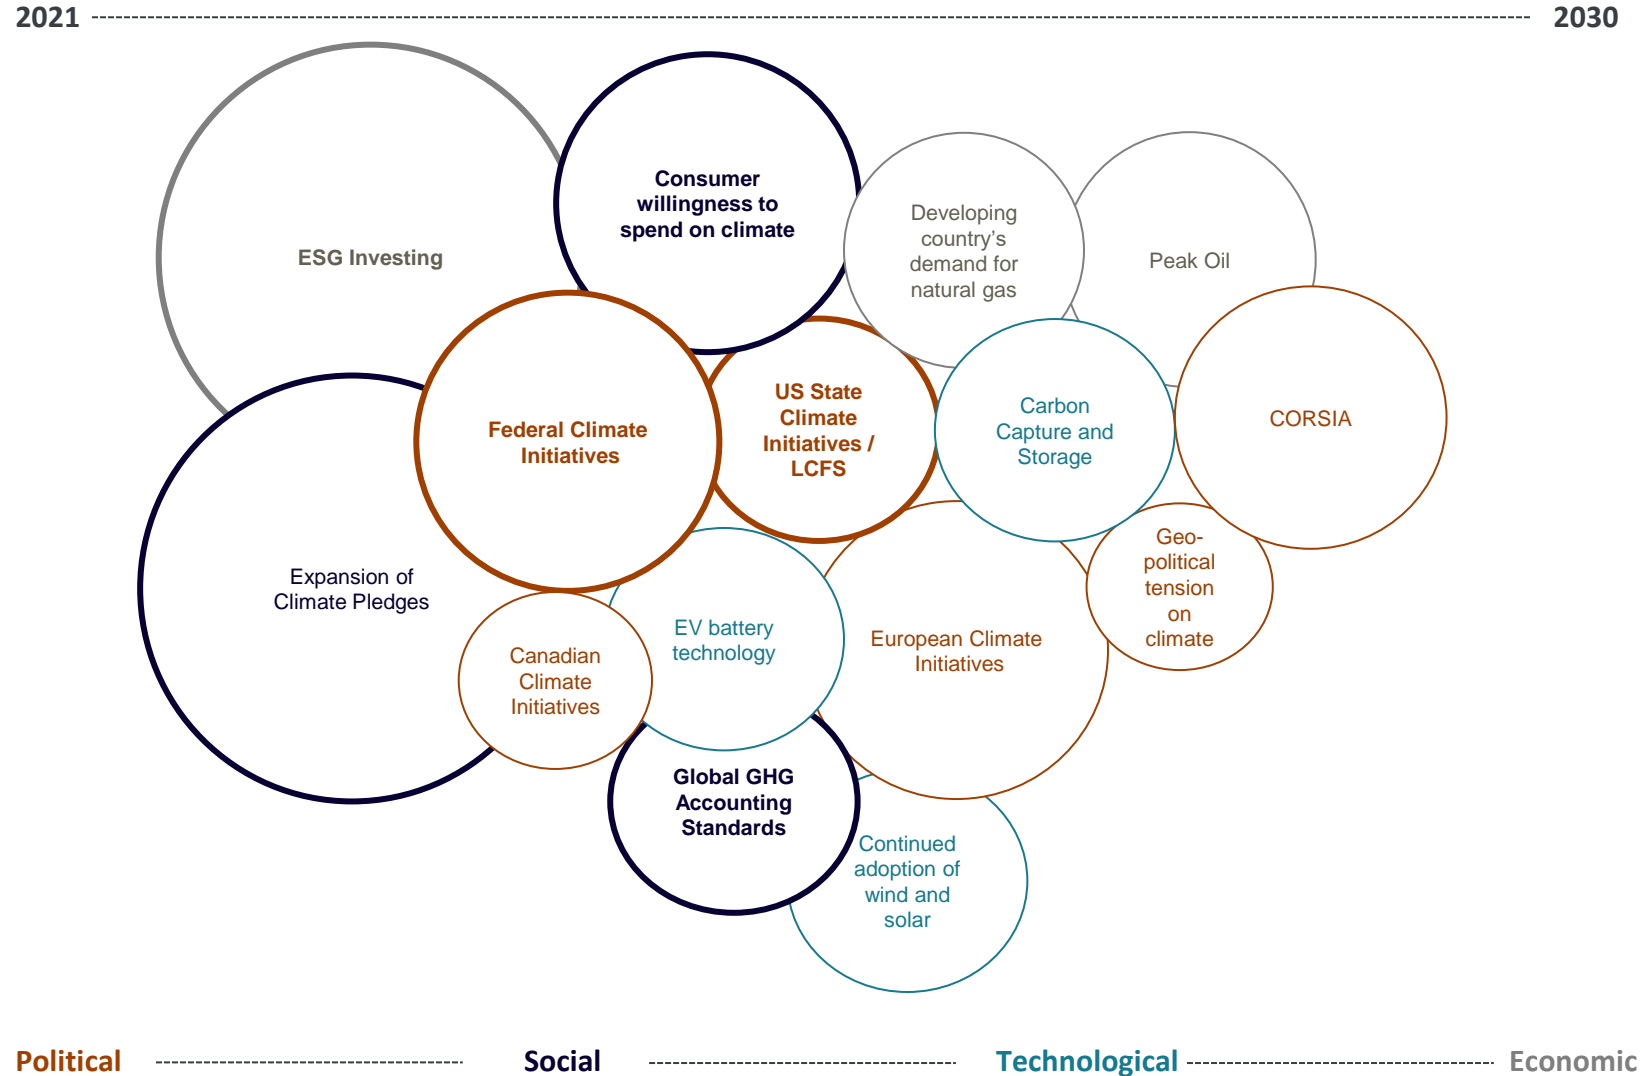 2021
2030
ESG Investing
Consumer
willingness to
spend on climate
Developing
country’s
demand for
natural gas
Peak Oil
Federal Climate
Initiatives
US State
Climate
Initiatives /
LCFS
Carbon
Capture and
Storage
CORSIA
Expansion of
Climate Pledges
Canadian
Climate
Initiatives
EV battery
technology
European Climate
Initiatives
Geo-
political
tension
on
climate
Global GHG
Accounting
Standards
Continued
adoption of
wind and
solar
Political
Social
Technological
Economic